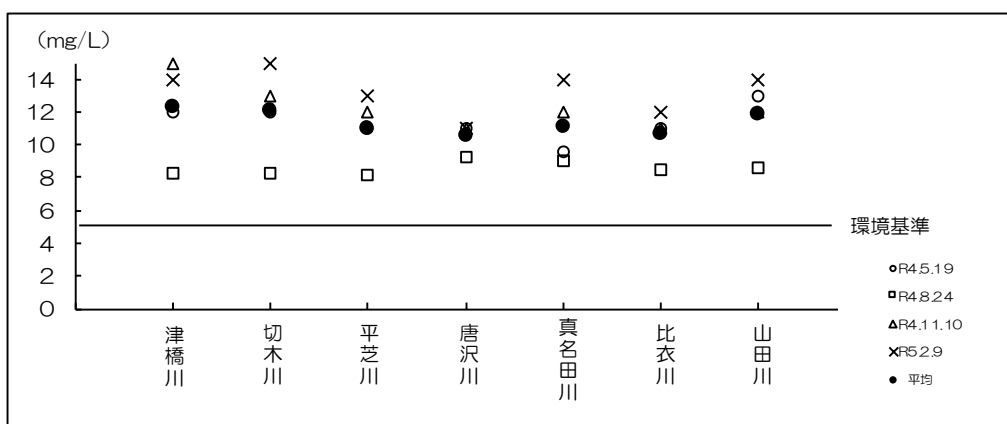 (mg/L)
14
12
10
8
6
4
2
0
環境基準
R4.5.19
R4.8.24
R4.11.10
R5.2.9
平均
津橋川
切木川
平芝川
唐沢川
真名田川
比衣川
山田川